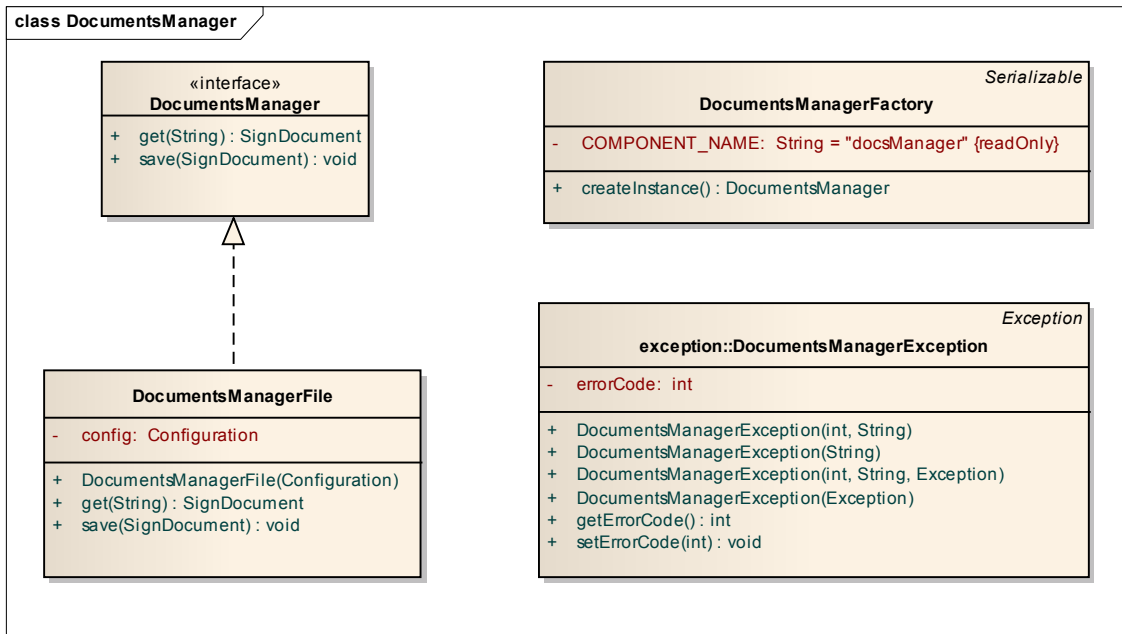 class DocumentsManager
«interface»
DocumentsManager
+ get(String) : SignDocument
+ save(SignDocument) : void
Serializable
DocumentsManagerFactory
- COMPONENT_NAME: String = "docsManager" {readOnly}
+ createInstance() : DocumentsManager
DocumentsManagerFile
- config: Configuration
+ DocumentsManagerFile(Configuration)
+ get(String) : SignDocument
+ save(SignDocument) : void
Exception
exception::DocumentsManagerException
- errorCode: int
+ DocumentsManagerException(int, String)
+ DocumentsManagerException(String)
+ DocumentsManagerException(int, String, Exception)
+ DocumentsManagerException(Exception)
+ getErrorCode() : int
+ setErrorCode(int) : void